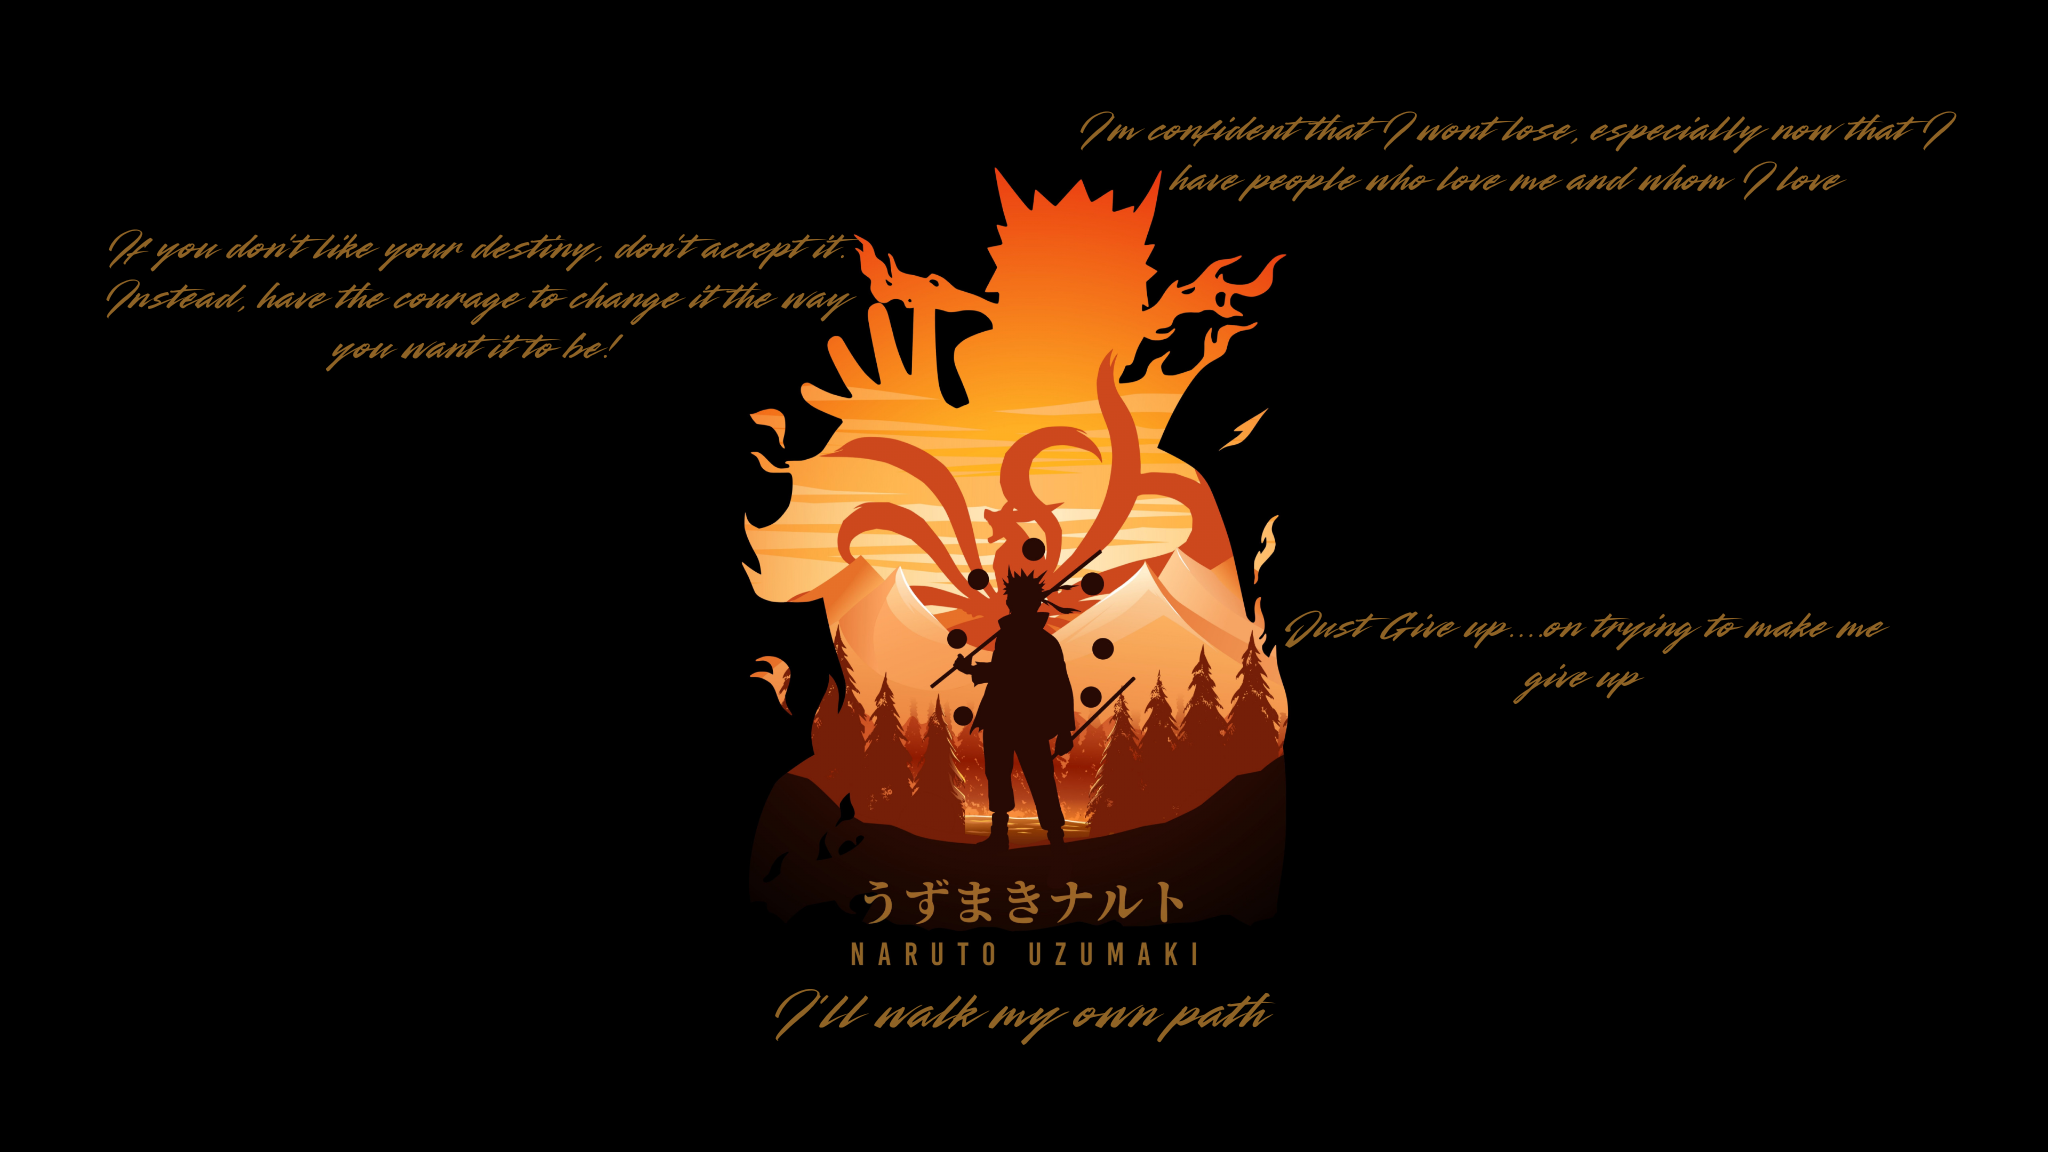 I'm confident that I wont lose, especially now that I
have people who love me and whom I love
If you don't like your destiny, don't accept it.
Instead, have the courage to change it the way
you want it to be!
Just Give up....on trying to make me
give up
うずまきナルト
NARUTO UZUMAKI
I'll walk my own path